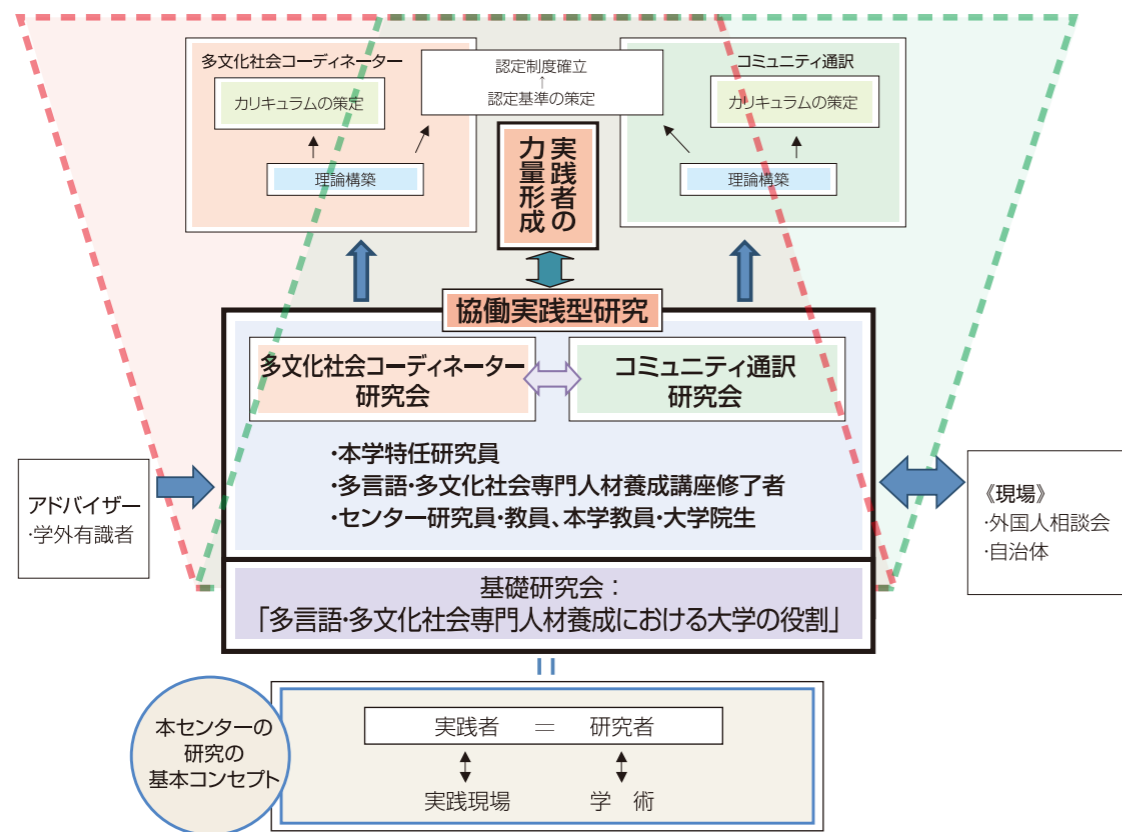 多文化社会コーディネーター
カリキュラムの策定
理論構築
認定制度確立
↑
認定基準の策定
コミュニティ通訳
カリキュラムの策定
理論構築
実践者の
力量形成
協働実践型研究
多文化社会コーディネーター
研究会
コミュニティ通訳
研究会
・本学特任研究員
・多言語・多文化社会専門人材養成講座修了者
・センター研究員・教員、本学教員・大学院生
アドバイザー
・学外有識者
《現場》
・外国人相談会
・自治体
基礎研究会：
「多言語・多文化社会専門人材養成における大学の役割」
本センターの
研究の
基本コンセプト
実践者 ＝ 研究者
実践現場 学 術